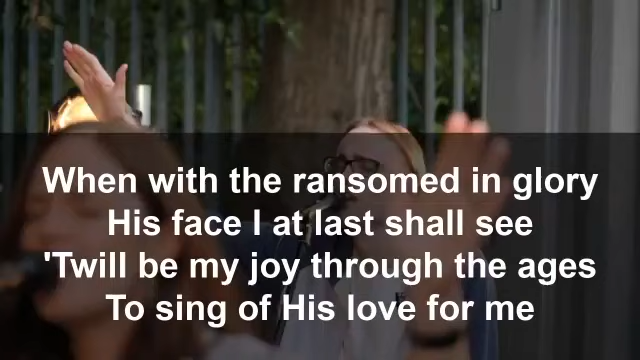 When with the ransomed in glory
His face I at last shall see
'Twill be my joy through the ages
To sing of His love for me